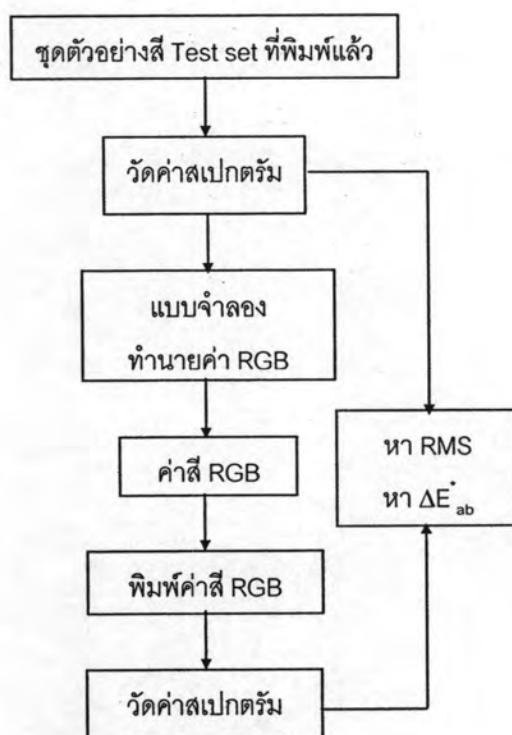 ชุดตัวอย่างสี Test set ที่พิมพ์แล้ว
วัดค่าสเปกตรัม
แบบจำลอง
ทำนายค่า RGB
ค่าสี RGB
พิมพ์ค่าสี RGB
วัดค่าสเปกตรัม
หา RMS
หา ΔE*ab